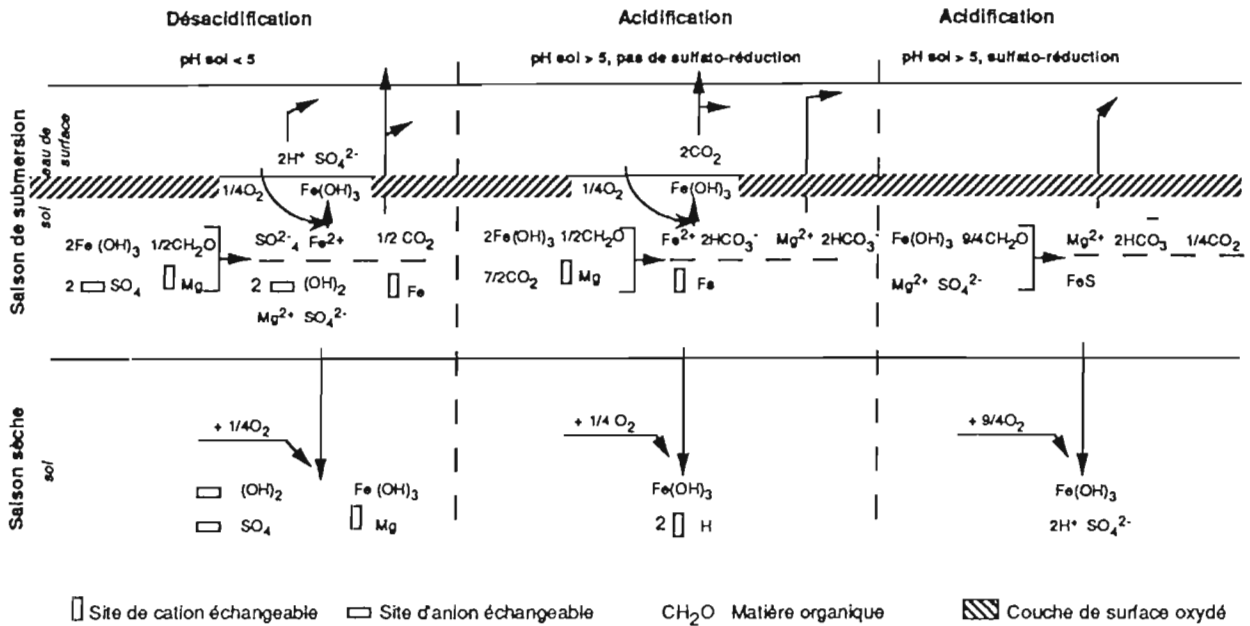 Désacidification
Acidification
Acidification
pH sol < 5
pH sol > 5, pas de sulfato-réduction
pH sol > 5, sulfato-réduction
Saison de submersion
eau de surface
sol
2H⁺ SO₄²⁻
2CO₂
1/4O₂ Fe(OH)₃
1/4O₂ Fe(OH)₃
2Fe(OH)₃ 1/2CH₂O
2 SO₄ Mg
SO²⁻₄ Fe²⁺ 1/2 CO₂
2 (OH)₂ Fe
Mg²⁺ SO₄²⁻
2Fe(OH)₃ 1/2CH₂O
7/2CO₂ Mg
Fe²⁺ 2HCO₃⁻ Mg²⁺ 2HCO₃⁻
Fe
Fe(OH)₃ 9/4CH₂O
Mg²⁺ SO₄²⁻
Mg²⁺ 2HCO₃⁻ 1/4CO₂
FeS
Saison sèche
sol
+ 1/4O₂
+ 1/4 O₂
+ 9/4O₂
(OH)₂ Fe(OH)₃
SO₄ Mg
Fe(OH)₃
2 H
Fe(OH)₃
2H⁺ SO₄²⁻
Site de cation échangeable
Site d'anion échangeable
CH₂O Matière organique
Couche de surface oxydé